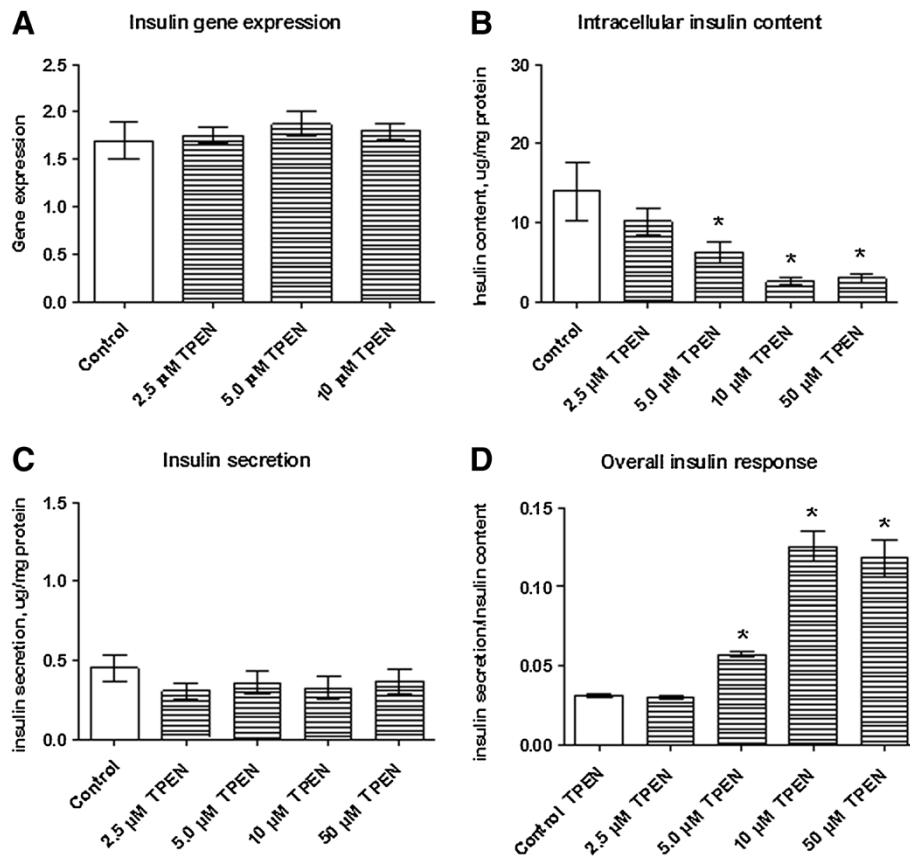 A
Insulin gene expression
Gene expression
2.5
2.0
1.5
1.0
0.5
0.0
Control
2.5 µM TPEN
5.0 µM TPEN
10 µM TPEN
B
Intracellular insulin content
Insulin content, ug/mg protein
30
20
10
0
*
*
*
Control
2.5 µM TPEN
5.0 µM TPEN
10 µM TPEN
50 µM TPEN
C
Insulin secretion
insulin secretion, ug/mg protein
1.5
1.0
0.5
0.0
Control
2.5 µM TPEN
5.0 µM TPEN
10 µM TPEN
50 µM TPEN
D
Overall insulin response
insulin secretion/insulin content
0.15
0.10
0.05
0.00
*
*
*
Control TPEN
2.5 µM TPEN
5.0 µM TPEN
10 µM TPEN
50 µM TPEN